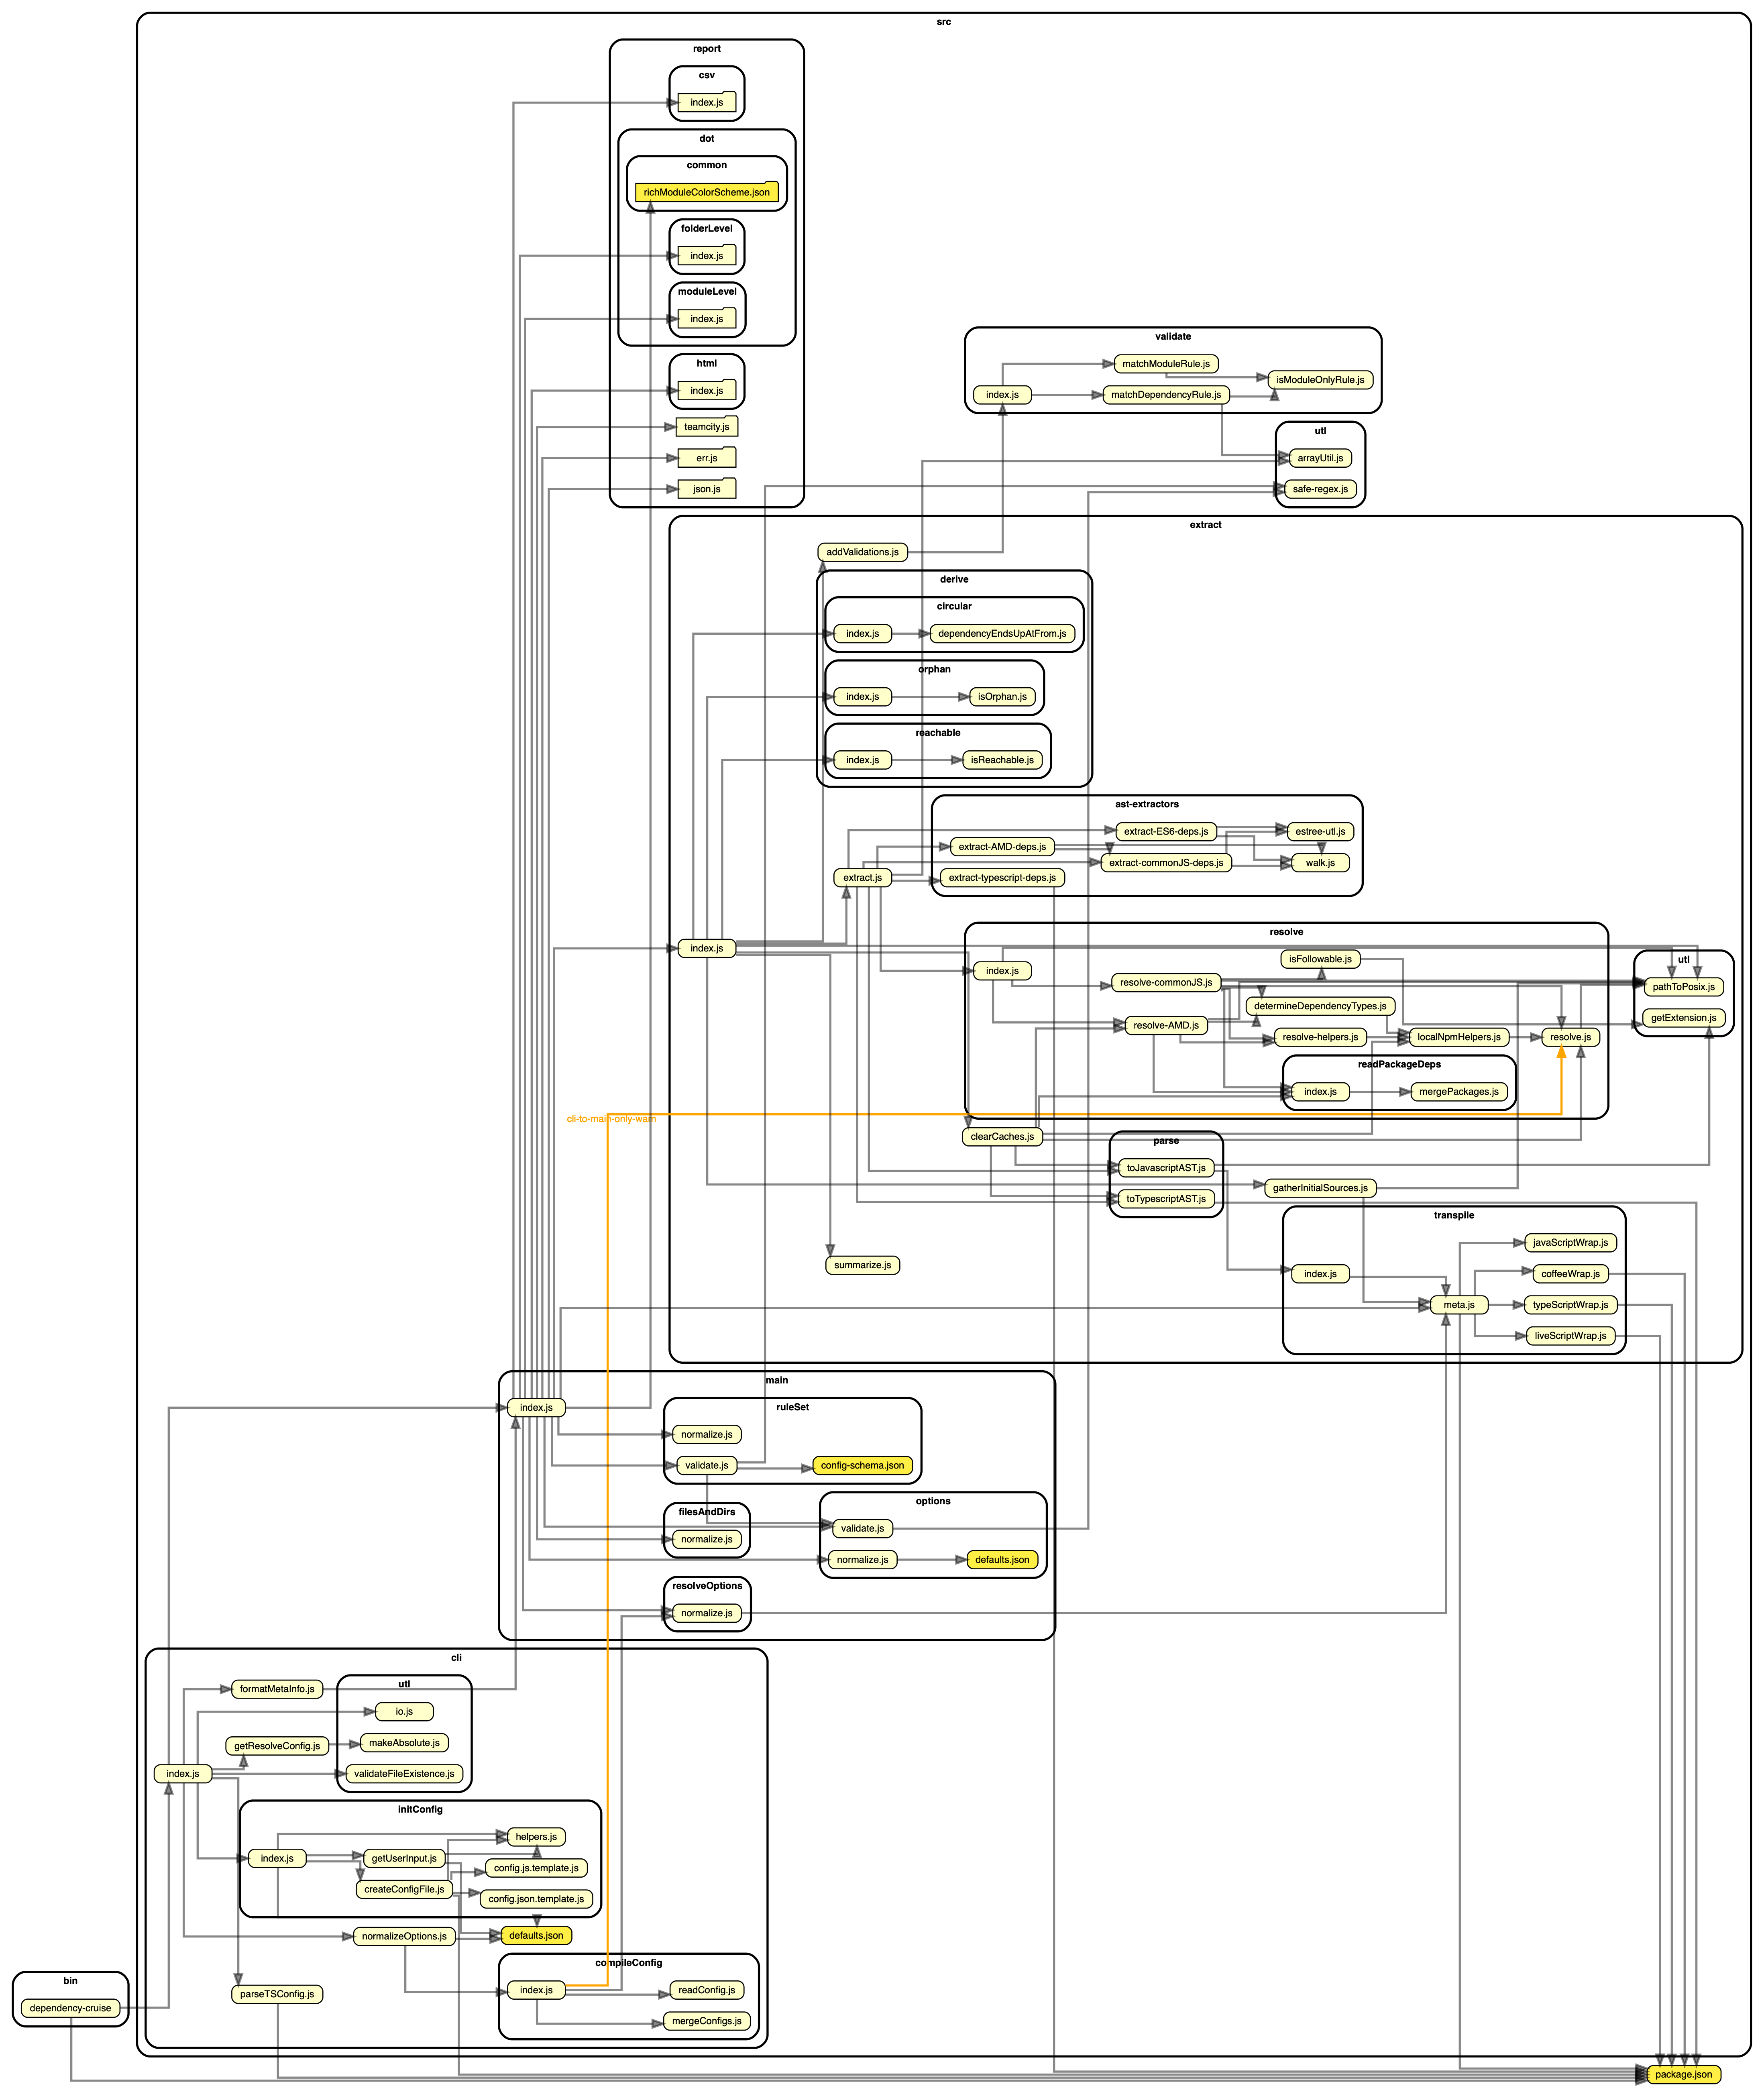 src
report
csv
index.js
dot
common
richModuleColorScheme.json
folderLevel
index.js
moduleLevel
index.js
html
index.js
teamcity.js
err.js
json.js
validate
matchModuleRule.js
isModuleOnlyRule.js
index.js
matchDependencyRule.js
utl
arrayUtil.js
safe-regex.js
extract
addValidations.js
derive
circular
index.js
dependencyEndsUpAtFrom.js
orphan
index.js
isOrphan.js
reachable
index.js
isReachable.js
ast-extractors
extract-ES6-deps.js
estree-utl.js
extract-AMD-deps.js
extract-commonJS-deps.js
walk.js
extract.js
extract-typescript-deps.js
index.js
resolve
isFollowable.js
index.js
resolve-commonJS.js
determineDependencyTypes.js
resolve-AMD.js
resolve-helpers.js
localNpmHelpers.js
resolve.js
readPackageDeps
index.js
mergePackages.js
utl
pathToPosix.js
getExtension.js
cli-to-main-only-warn
clearCaches.js
parse
toJavascriptAST.js
toTypescriptAST.js
gatherInitialSources.js
transpile
javaScriptWrap.js
index.js
coffeeWrap.js
meta.js
typeScriptWrap.js
liveScriptWrap.js
summarize.js
main
index.js
ruleSet
normalize.js
validate.js
config-schema.json
filesAndDirs
normalize.js
options
validate.js
normalize.js
defaults.json
resolveOptions
normalize.js
cli
formatMetaInfo.js
utl
io.js
getResolveConfig.js
makeAbsolute.js
index.js
validateFileExistence.js
initConfig
helpers.js
index.js
getUserInput.js
config.js.template.js
createConfigFile.js
config.json.template.js
normalizeOptions.js
defaults.json
compileConfig
index.js
readConfig.js
mergeConfigs.js
parseTSConfig.js
bin
dependency-cruise
package.json